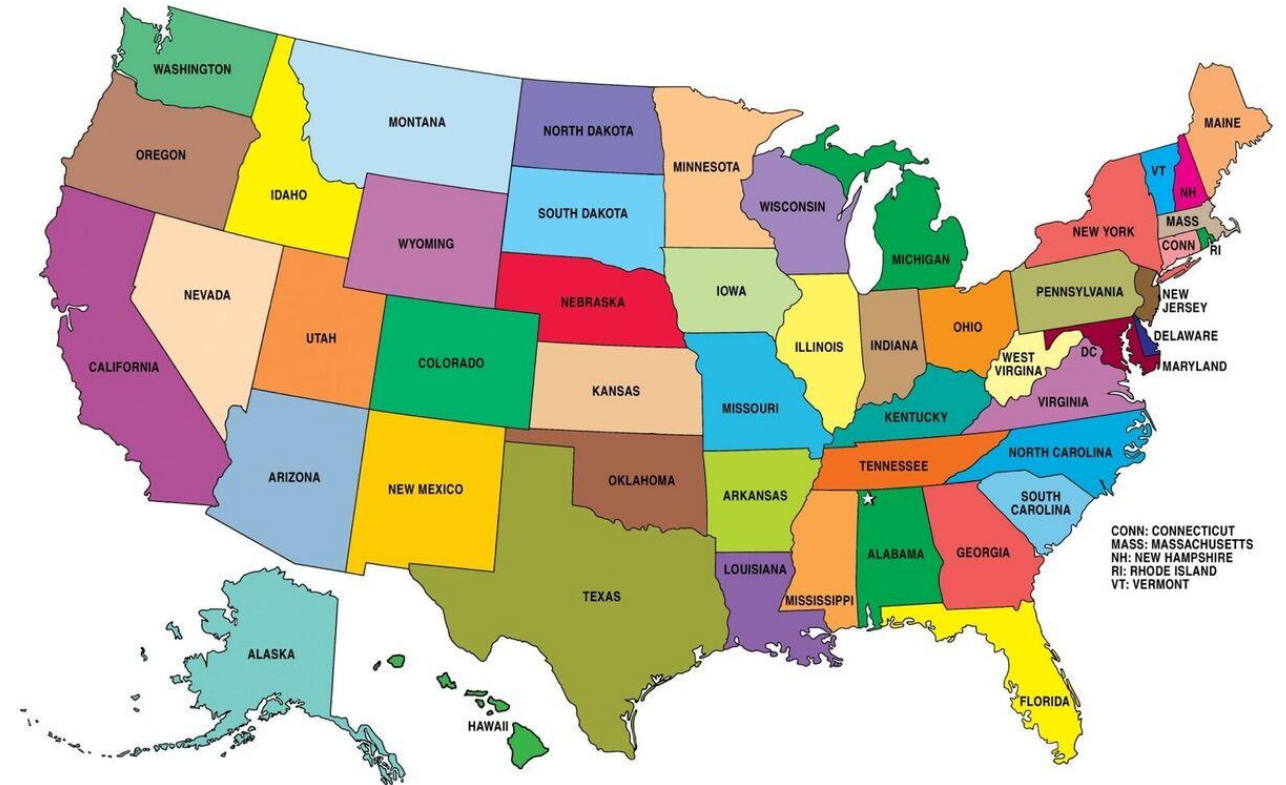 WASHINGTON
OREGON
CALIFORNIA
NEVADA
IDAHO
MONTANA
WYOMING
UTAH
COLORADO
ARIZONA
NEW MEXICO
NORTH DAKOTA
SOUTH DAKOTA
NEBRASKA
KANSAS
OKLAHOMA
TEXAS
MINNESOTA
IOWA
MISSOURI
ARKANSAS
LOUISIANA
WISCONSIN
ILLINOIS
MICHIGAN
INDIANA
OHIO
KENTUCKY
TENNESSEE
MISSISSIPPI
ALABAMA
GEORGIA
FLORIDA
SOUTH
CAROLINA
NORTH CAROLINA
VIRGINIA
WEST
VIRGINA
DC
PENNSYLVANIA
NEW YORK
VT
NH
MAINE
MASS
CONN
RI
NEW
JERSEY
DELAWARE
MARYLAND
ALASKA
HAWAII
CONN: CONNECTICUT
MASS: MASSACHUSETTS
NH: NEW HAMPSHIRE
RI: RHODE ISLAND
VT: VERMONT